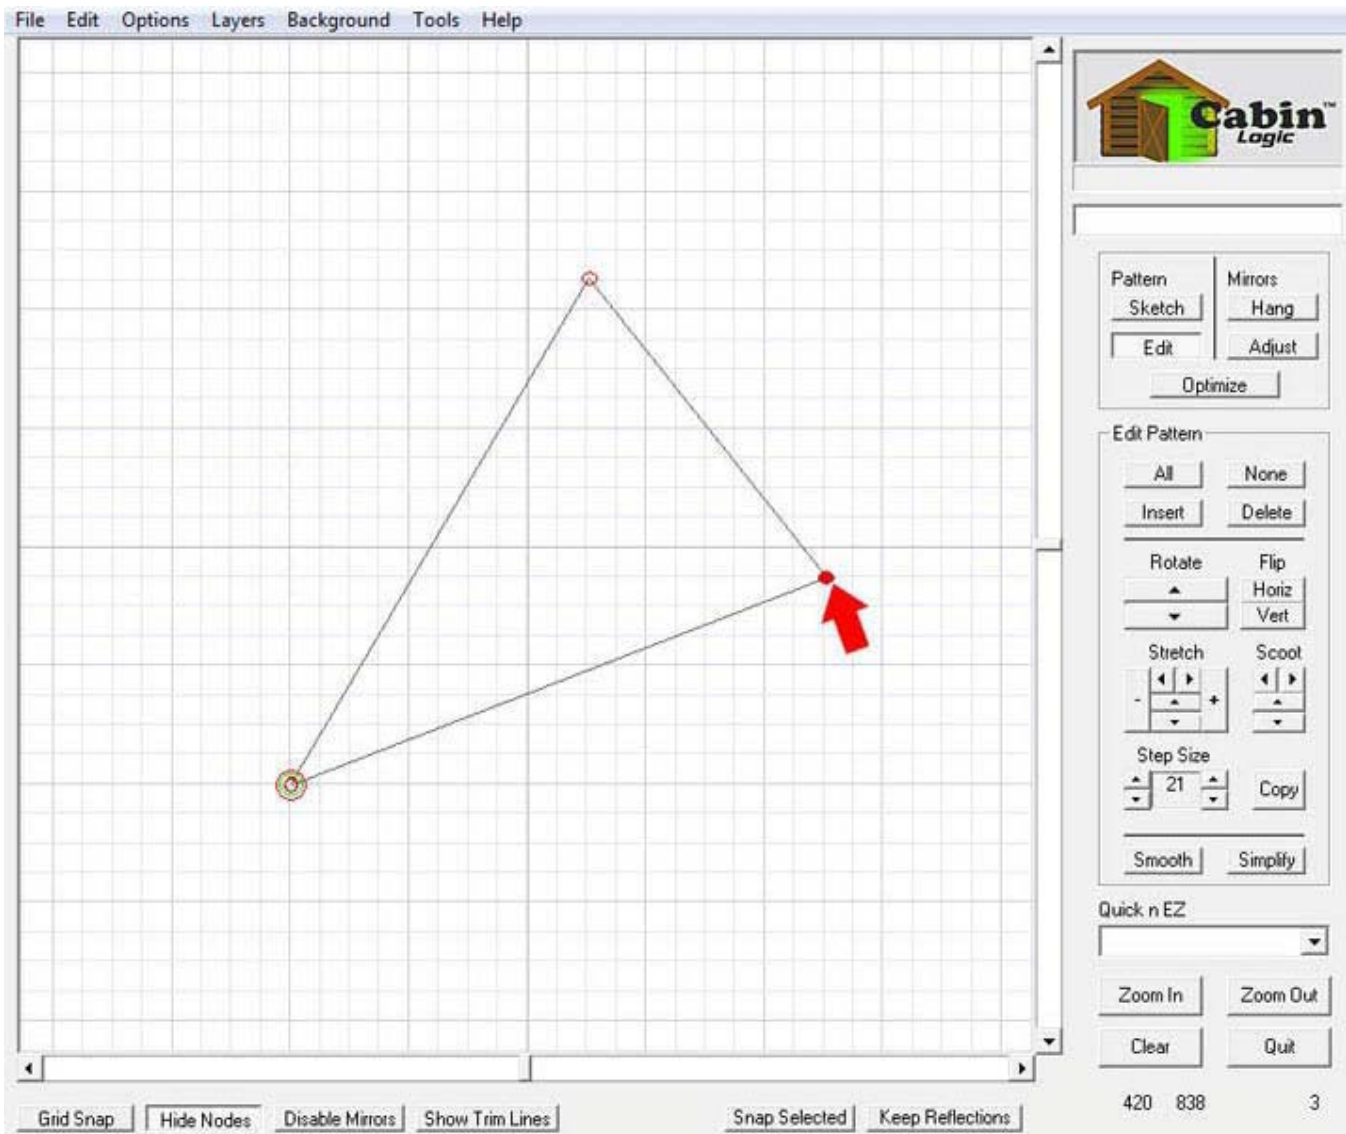 File Edit Options Layers Background Tools Help
Cabin™
Logic
Pattern Mirrors
Sketch Hang
Edit Adjust
Optimize
Edit Pattern
All None
Insert Delete
Rotate Flip
Horiz
Vert
Stretch Scoot
- +
Step Size
21 Copy
Smooth Simplify
Quick n EZ
Zoom In Zoom Out
Clear Quit
420 838 3
Grid Snap Hide Nodes Disable Mirrors Show Trim Lines Snap Selected Keep Reflections